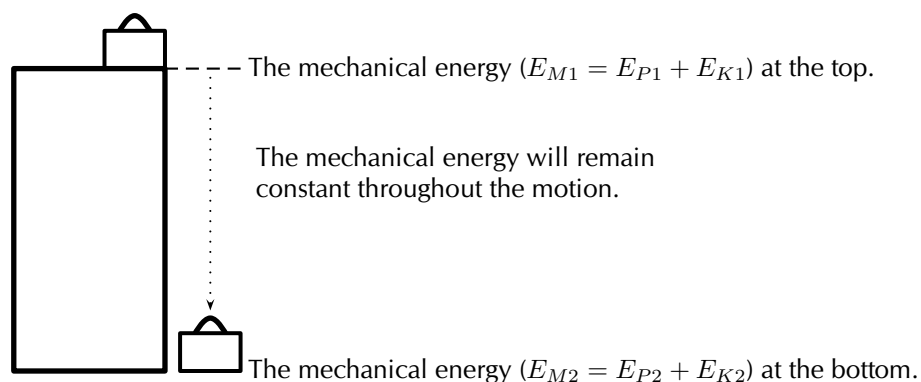 The mechanical energy (E_{M1} = E_{P1} + E_{K1}) at the top.
The mechanical energy will remain
constant throughout the motion.
The mechanical energy (E_{M2} = E_{P2} + E_{K2}) at the bottom.